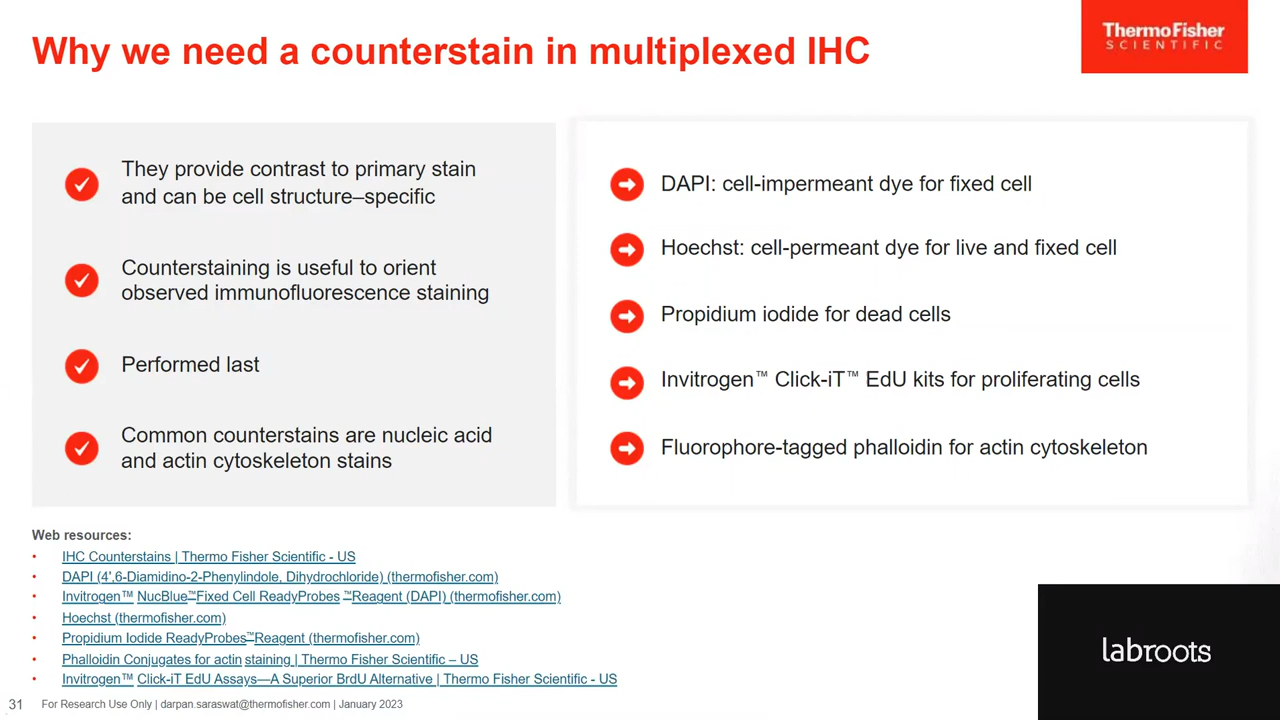 Why we need a counterstain in multiplexed IHC
ThermoFisher
SCIENTIFIC
They provide contrast to primary stain
and can be cell structure–specific
Counterstaining is useful to orient
observed immunofluorescence staining
Performed last
Common counterstains are nucleic acid
and actin cytoskeleton stains
DAPI: cell-impermeant dye for fixed cell
Hoechst: cell-permeant dye for live and fixed cell
Propidium iodide for dead cells
Invitrogen™ Click-iT™ EdU kits for proliferating cells
Fluorophore-tagged phalloidin for actin cytoskeleton
Web resources:
• IHC Counterstains | Thermo Fisher Scientific - US
• DAPI (4',6-Diamidino-2-Phenylindole, Dihydrochloride) (thermofisher.com)
• Invitrogen™ NucBlue™Fixed Cell ReadyProbes ™Reagent (DAPI) (thermofisher.com)
• Hoechst (thermofisher.com)
• Propidium Iodide ReadyProbes™Reagent (thermofisher.com)
• Phalloidin Conjugates for actin staining | Thermo Fisher Scientific – US
• Invitrogen™ Click-iT EdU Assays—A Superior BrdU Alternative | Thermo Fisher Scientific - US
labroots
31 For Research Use Only | darpan.saraswat@thermofisher.com | January 2023